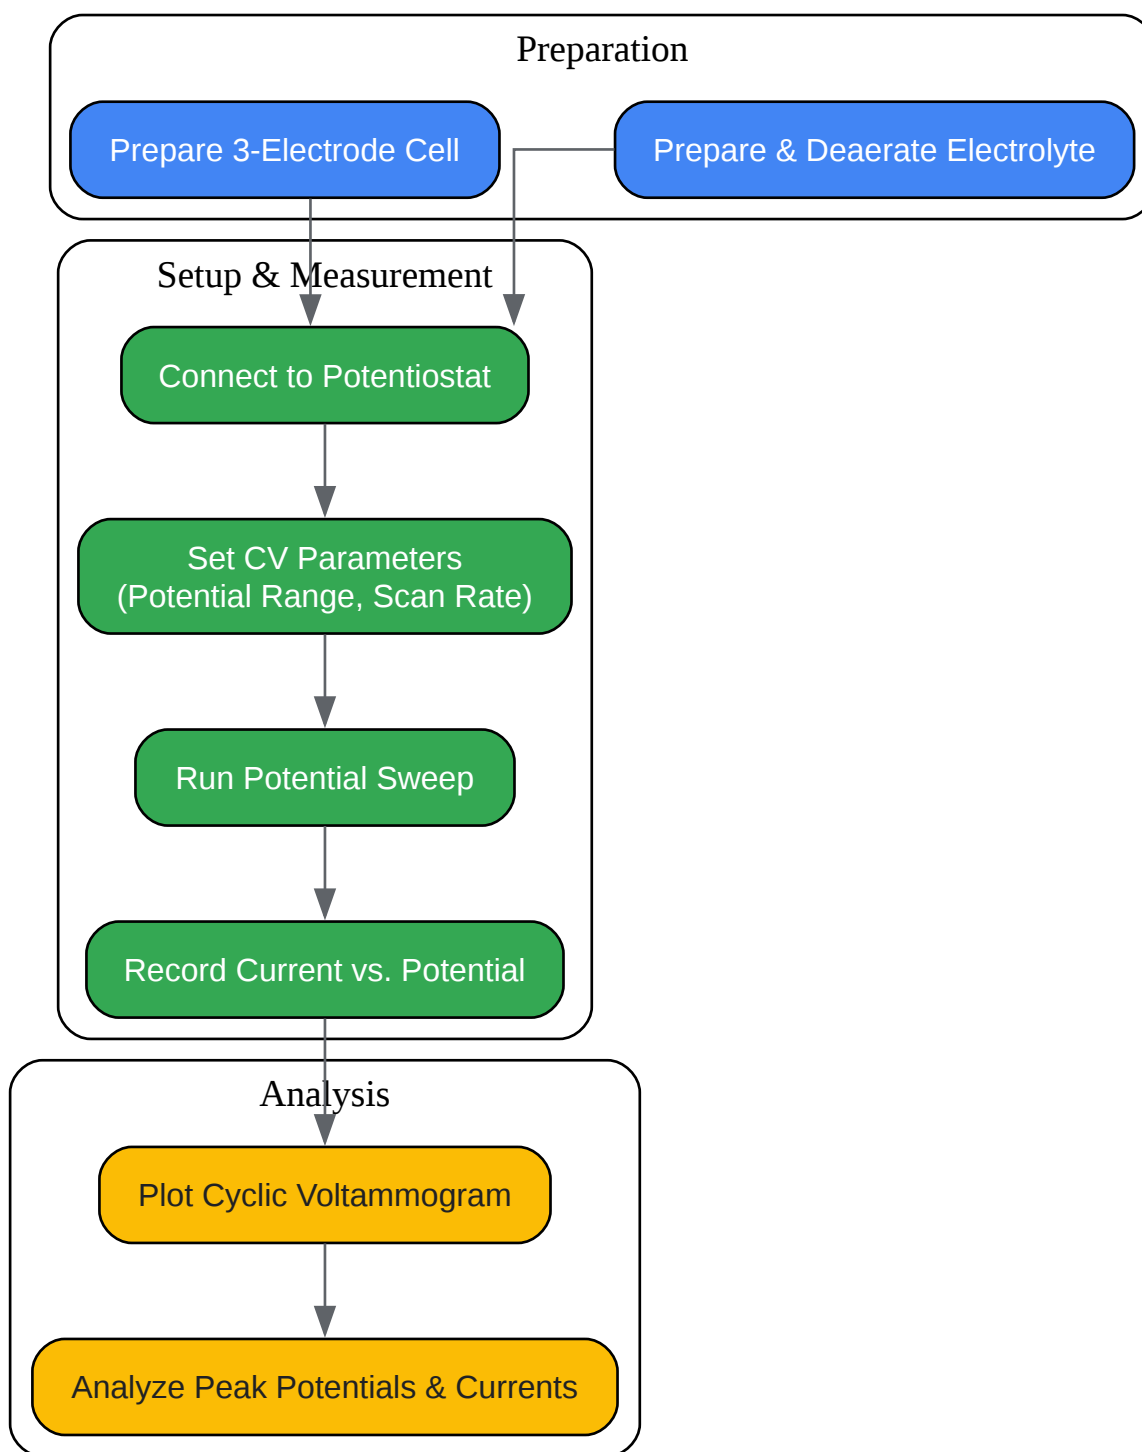 Preparation
Prepare 3-Electrode Cell
Prepare & Deaerate Electrolyte
Setup & Measurement
Connect to Potentiostat
Set CV Parameters
(Potential Range, Scan Rate)
Run Potential Sweep
Record Current vs. Potential
Analysis
Plot Cyclic Voltammogram
Analyze Peak Potentials & Currents